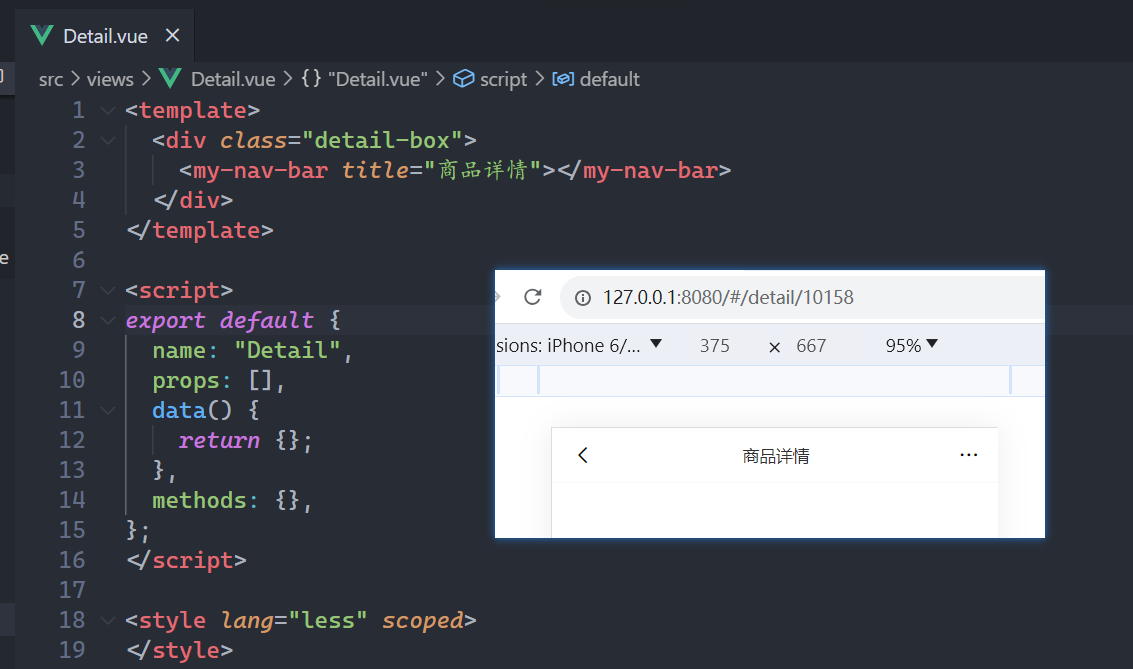 Detail.vue
src > views > Detail.vue > {} "Detail.vue" > script > default
1 <template>
2 <div class="detail-box">
3 <my-nav-bar title="商品详情"></my-nav-bar>
4 </div>
5 </template>
6
7 <script>
8 export default {
9 name: "Detail",
10 props: [],
11 data() {
12 return {};
13 },
14 methods: {},
15 };
16 </script>
17
18 <style lang="less" scoped>
19 </style>
e
127.0.0.1:8080/#/detail/10158
sions: iPhone 6/... ▼ 375 × 667 95% ▼
商品详情 ···